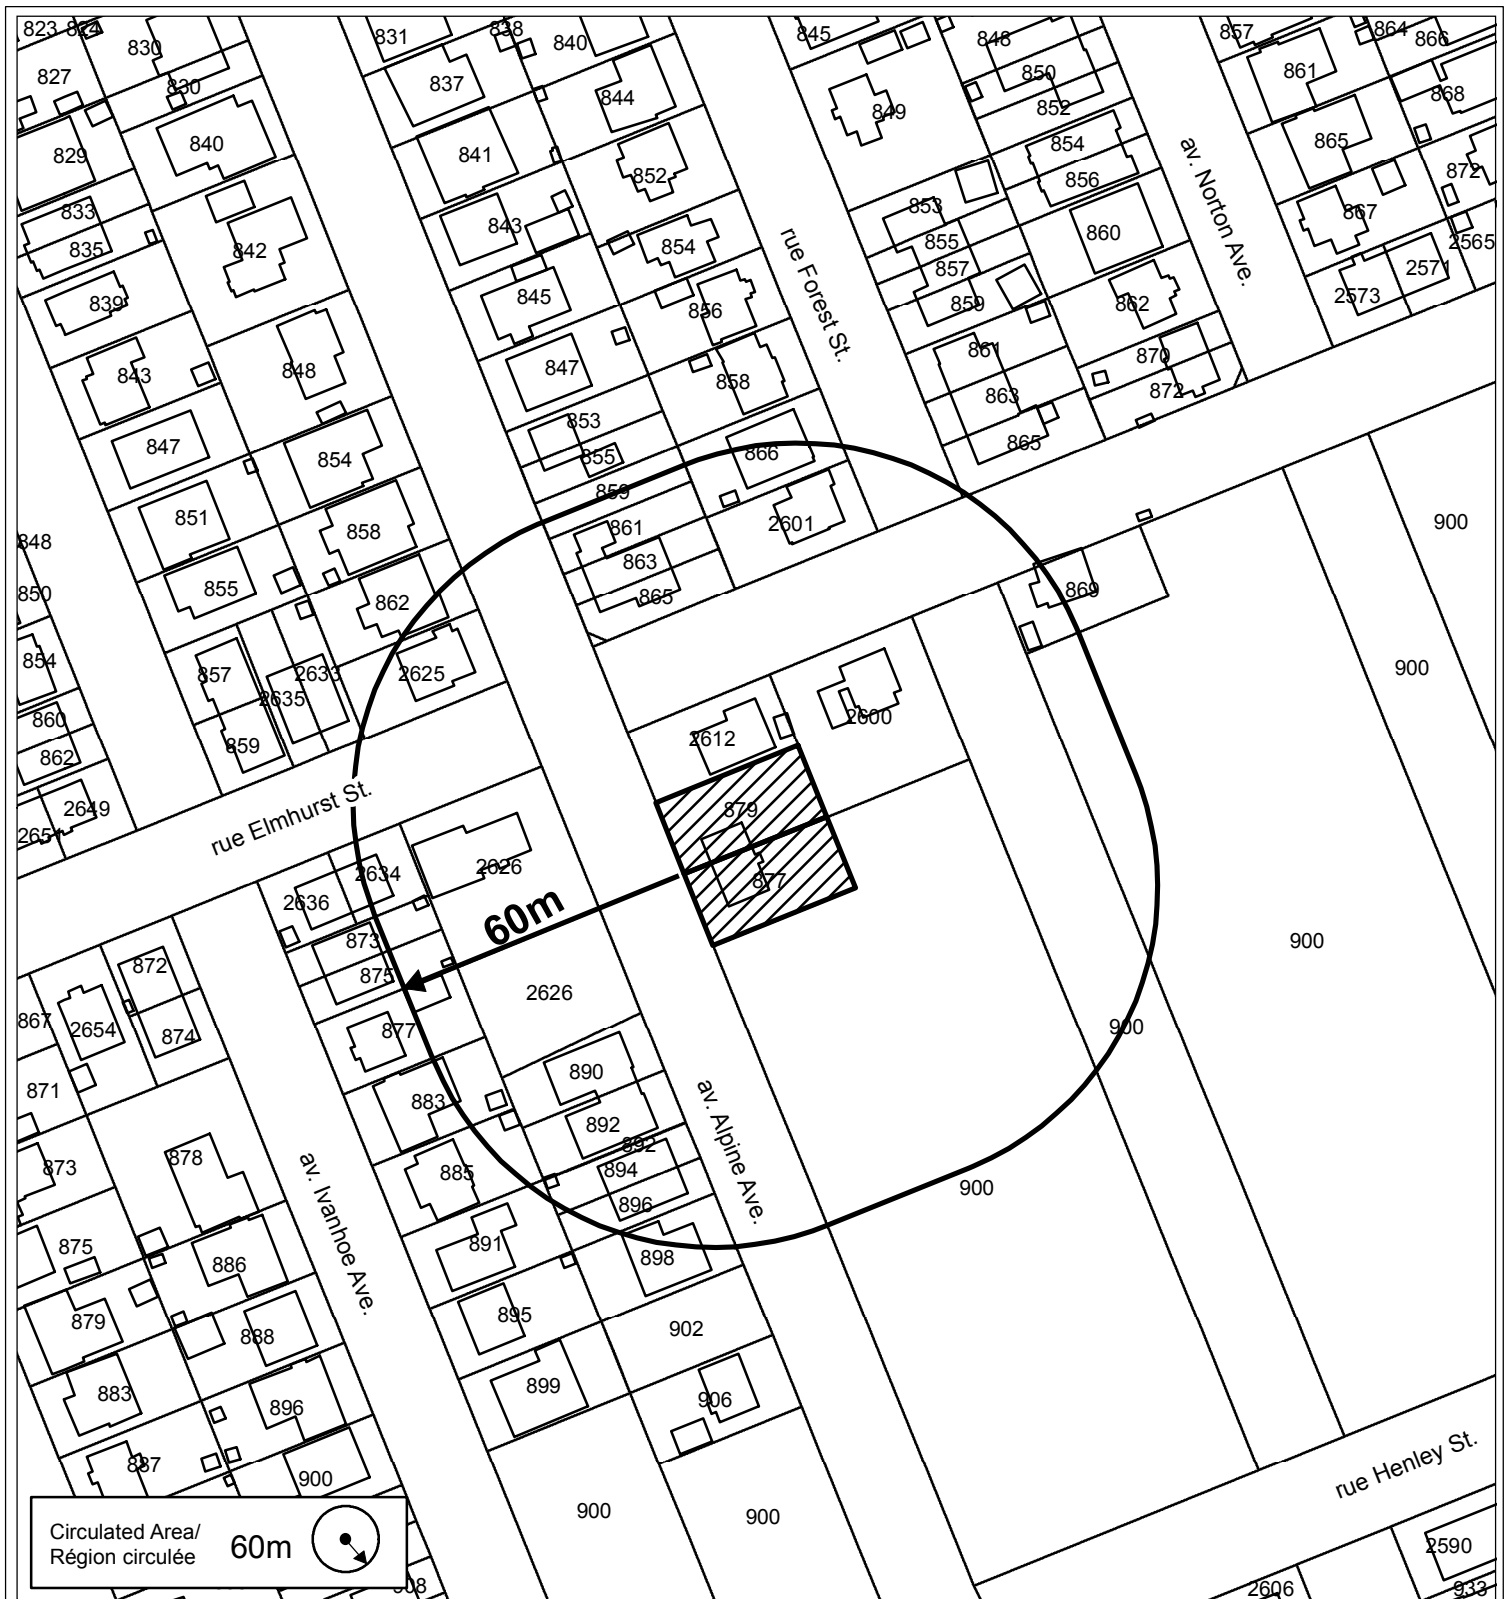 823 824 830 831 838 840 845 848 857 864 866
827 830 837 844 849 850 861 868
852
829 840 841 852 854 865 872
856
833 843 853 860 867
835 842 854 855 2565
857 2571
839 845 856 859 862 2573
843 848 847 858 861 870
872
863
847 854 853 866 865
855
851 858 859 2601 900
861
848 863
850 855 862 865 869
854 857 2633 2625 900
2635
860 2612 2600
862 859
2649 879
2651
2634 2626 877
2636
873 900
872 875
2626
867 2654 874 877 900
871 883 890
892
892
873 878 885 894
896 900
875 886 891 898
879 888 895 902
883 896 899 906
887 900
900 900
2590
908 2606 933
av. Norton Ave.
rue Forest St.
rue Elmhurst St.
60m
av. Alpine Ave.
av. Ivanhoe Ave.
rue Henley St.
Circulated Area/
Région circulée
60m